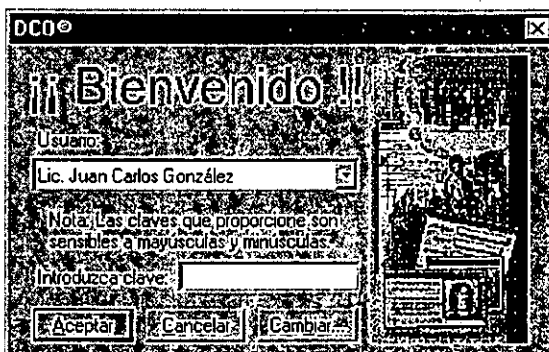 DCO©
¡¡ Bienvenido !!
Usuario:
Lic. Juan Carlos González
Nota: Las claves que proporcione son
sensibles a mayúsculas y minúsculas.
Introduzca clave:
Aceptar
Cancelar
Cambiar